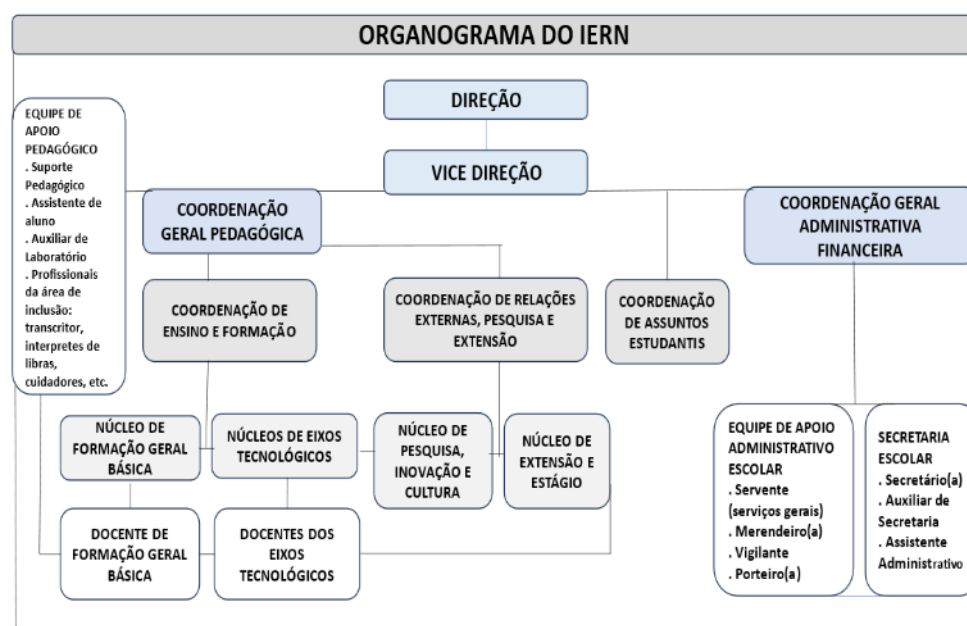 ORGANOGRAMA DO IERN
DIREÇÃO
VICE DIREÇÃO
EQUIPE DE
APOIO
PEDAGÓGICO
. Suporte
Pedagógico
. Assistente de
aluno
. Auxiliar de
Laboratório
. Profissionais
da área de
inclusão:
transcritor,
interpretes de
libras,
cuidadores, etc.
COORDENAÇÃO
GERAL PEDAGÓGICA
COORDENAÇÃO GERAL
ADMINISTRATIVA
FINANCEIRA
COORDENAÇÃO DE
ENSINO E FORMAÇÃO
COORDENAÇÃO DE RELAÇÕES
EXTERNAS, PESQUISA E
EXTENSÃO
COORDENAÇÃO
DE ASSUNTOS
ESTUDANTIS
NÚCLEO DE
FORMAÇÃO GERAL
BÁSICA
NÚCLEOS DE EIXOS
TECNOLÓGICOS
NÚCLEO DE
PESQUISA,
INOVAÇÃO E
CULTURA
NÚCLEO DE
EXTENSÃO E
ESTÁGIO
DOCENTE DE
FORMAÇÃO GERAL
BÁSICA
DOCENTES DOS
EIXOS
TECNOLÓGICOS
EQUIPE DE APOIO
ADMINISTRATIVO
ESCOLAR
. Servente
(serviços gerais)
. Merendeiro(a)
. Vigilante
. Porteiro(a)
SECRETARIA
ESCOLAR
. Secretário(a)
. Auxiliar de
Secretaria
. Assistente
Administrativo